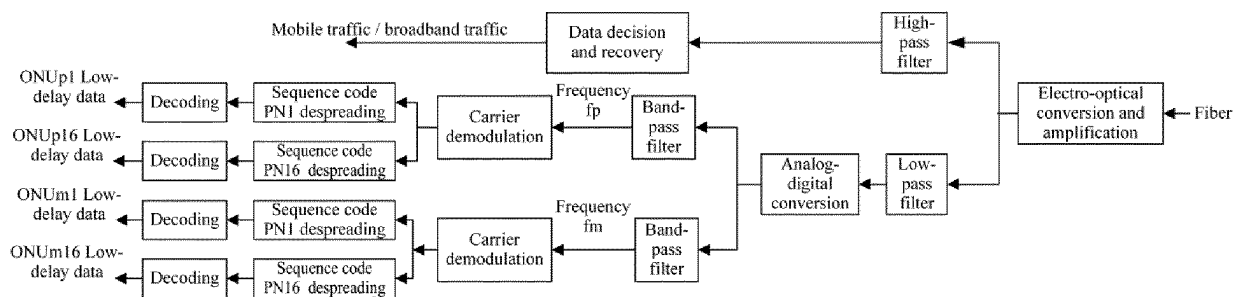 Mobile traffic / broadband traffic
Data decision
and recovery
High-
pass
filter
ONUp1 Low-
delay data
Decoding
Sequence code
PN1 despreading
ONUp16 Low-
delay data
Decoding
Sequence code
PN16 despreading
Carrier
demodulation
Frequency
fp
Band-
pass
filter
Electro-optical
conversion and
amplification
Fiber
Analog-
digital
conversion
Low-
pass
filter
ONUm1 Low-
delay data
Decoding
Sequence code
PN1 despreading
ONUm16 Low-
delay data
Decoding
Sequence code
PN16 despreading
Carrier
demodulation
Frequency
fm
Band-
pass
filter